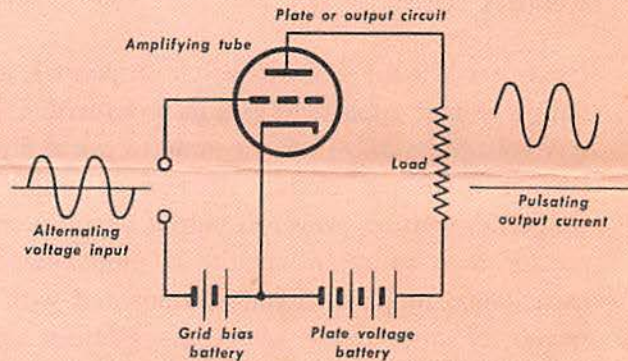 Plate or output circuit
Amplifying tube
Load
Alternating
voltage input
Pulsating
output current
Grid bias
battery
Plate voltage
battery